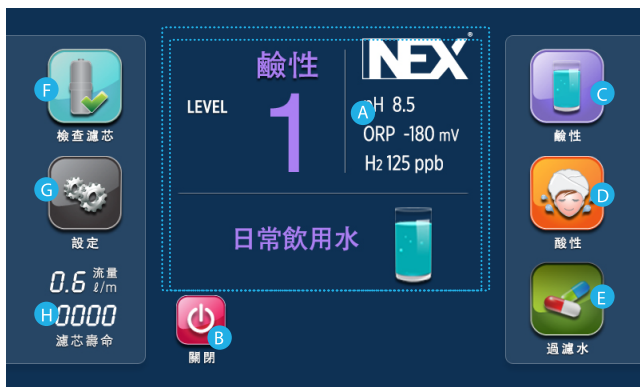 F
檢查濾芯
G
設定
0.6 流量 ℓ/m
H 0000
濾芯壽命
鹼性
LEVEL
1
NEX®
A
pH 8.5
ORP -180 mV
H₂ 125 ppb
日常飲用水
B
關閉
C
鹼性
D
酸性
E
過濾水